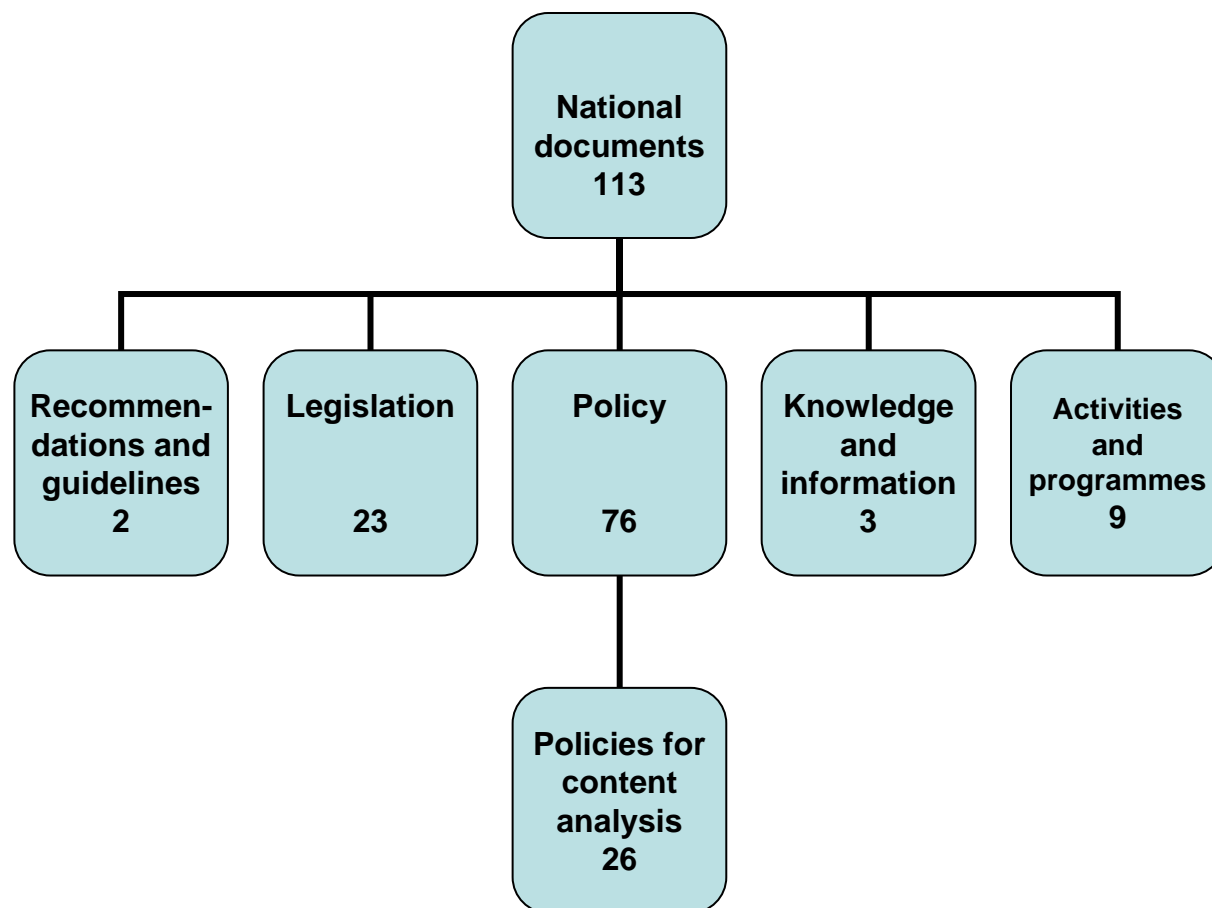 National
documents
113
Recommen-
dations and
guidelines
2
Legislation
23
Policy
76
Knowledge
and
information
3
Activities
and
programmes
9
Policies for
content
analysis
26